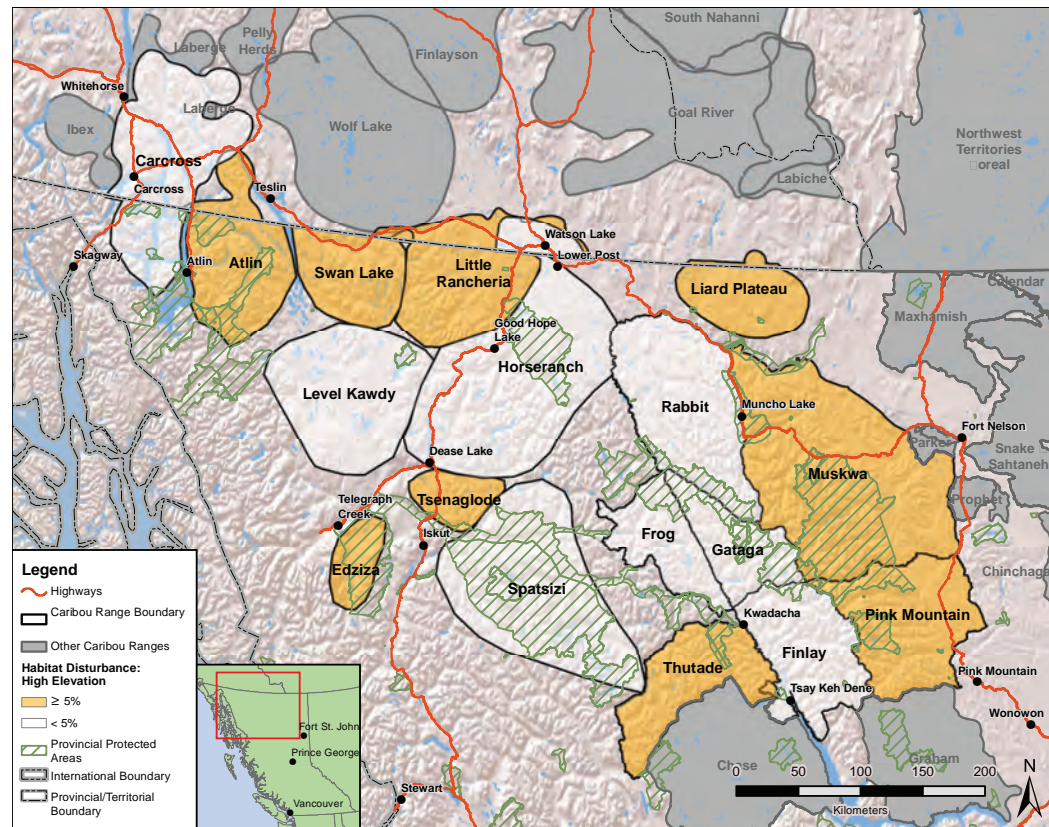 South Nahanni
Pelly
Herds
Laberge
Finlayson
Whitehorse
Laberge
Ibex
Wolf Lake
Goal River
Northwest
Territories
□oreal
Carcross
Carcross
Teslin
Labiche
Watson Lake
Skagway
Atlin
Atlin
Swan Lake
Little
Rancheria
Lower Post
Liard Plateau
Calendar
Maxhamish
Good Hope
Lake
Horseranch
Level Kawdy
Rabbit
Muncho Lake
Fort Nelson
Parker
Snake
Sahtaneh
Dease Lake
Muskwa
Tsenaglode
Telegraph
Creek
Prophet
Iskut
Frog
Gataga
Edziza
Spatsizi
Chinchaga
Kwadacha
Pink Mountain
Finlay
Thutade
Tsay Keh Dene
Pink Mountain
Wonowon
Chase
Graham
Stewart
Legend
Highways
Caribou Range Boundary
Other Caribou Ranges
Habitat Disturbance:
High Elevation
≥ 5%
< 5%
Provincial Protected
Areas
International Boundary
Provincial/Territorial
Boundary
Fort St. John
Prince George
Vancouver
0 50 100 150 200
Kilometers
N